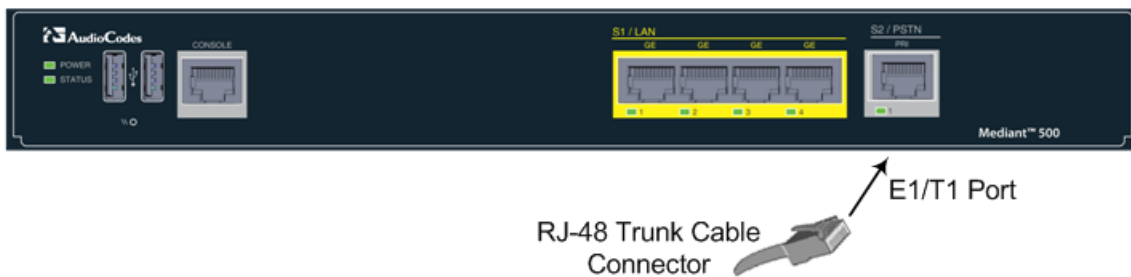 AudioCodes
POWER
STATUS
CONSOLE
S1 / LAN
GE GE GE GE
1 2 3 4
S2 / PSTN
PRI
1
Mediant™ 500
E1/T1 Port
RJ-48 Trunk Cable
Connector